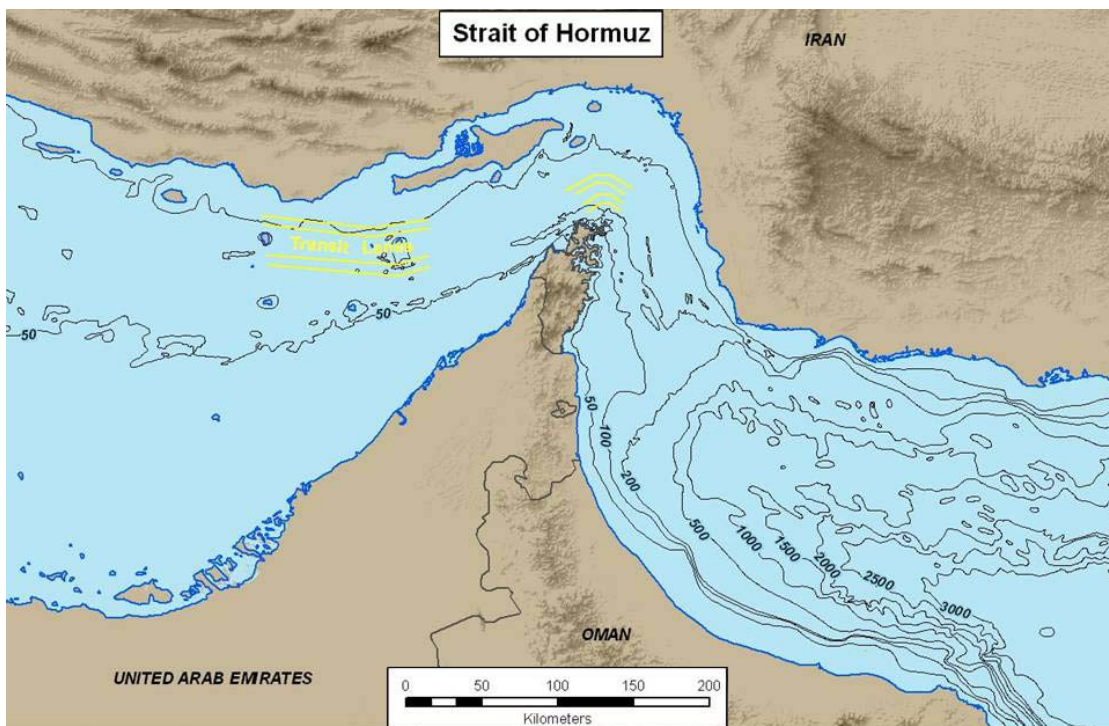 Strait of Hormuz
IRAN
Transit Lanes
50
50
50
100
200
500
1000
1500
2000
2500
3000
OMAN
UNITED ARAB EMIRATES
0 50 100 150 200
Kilometers